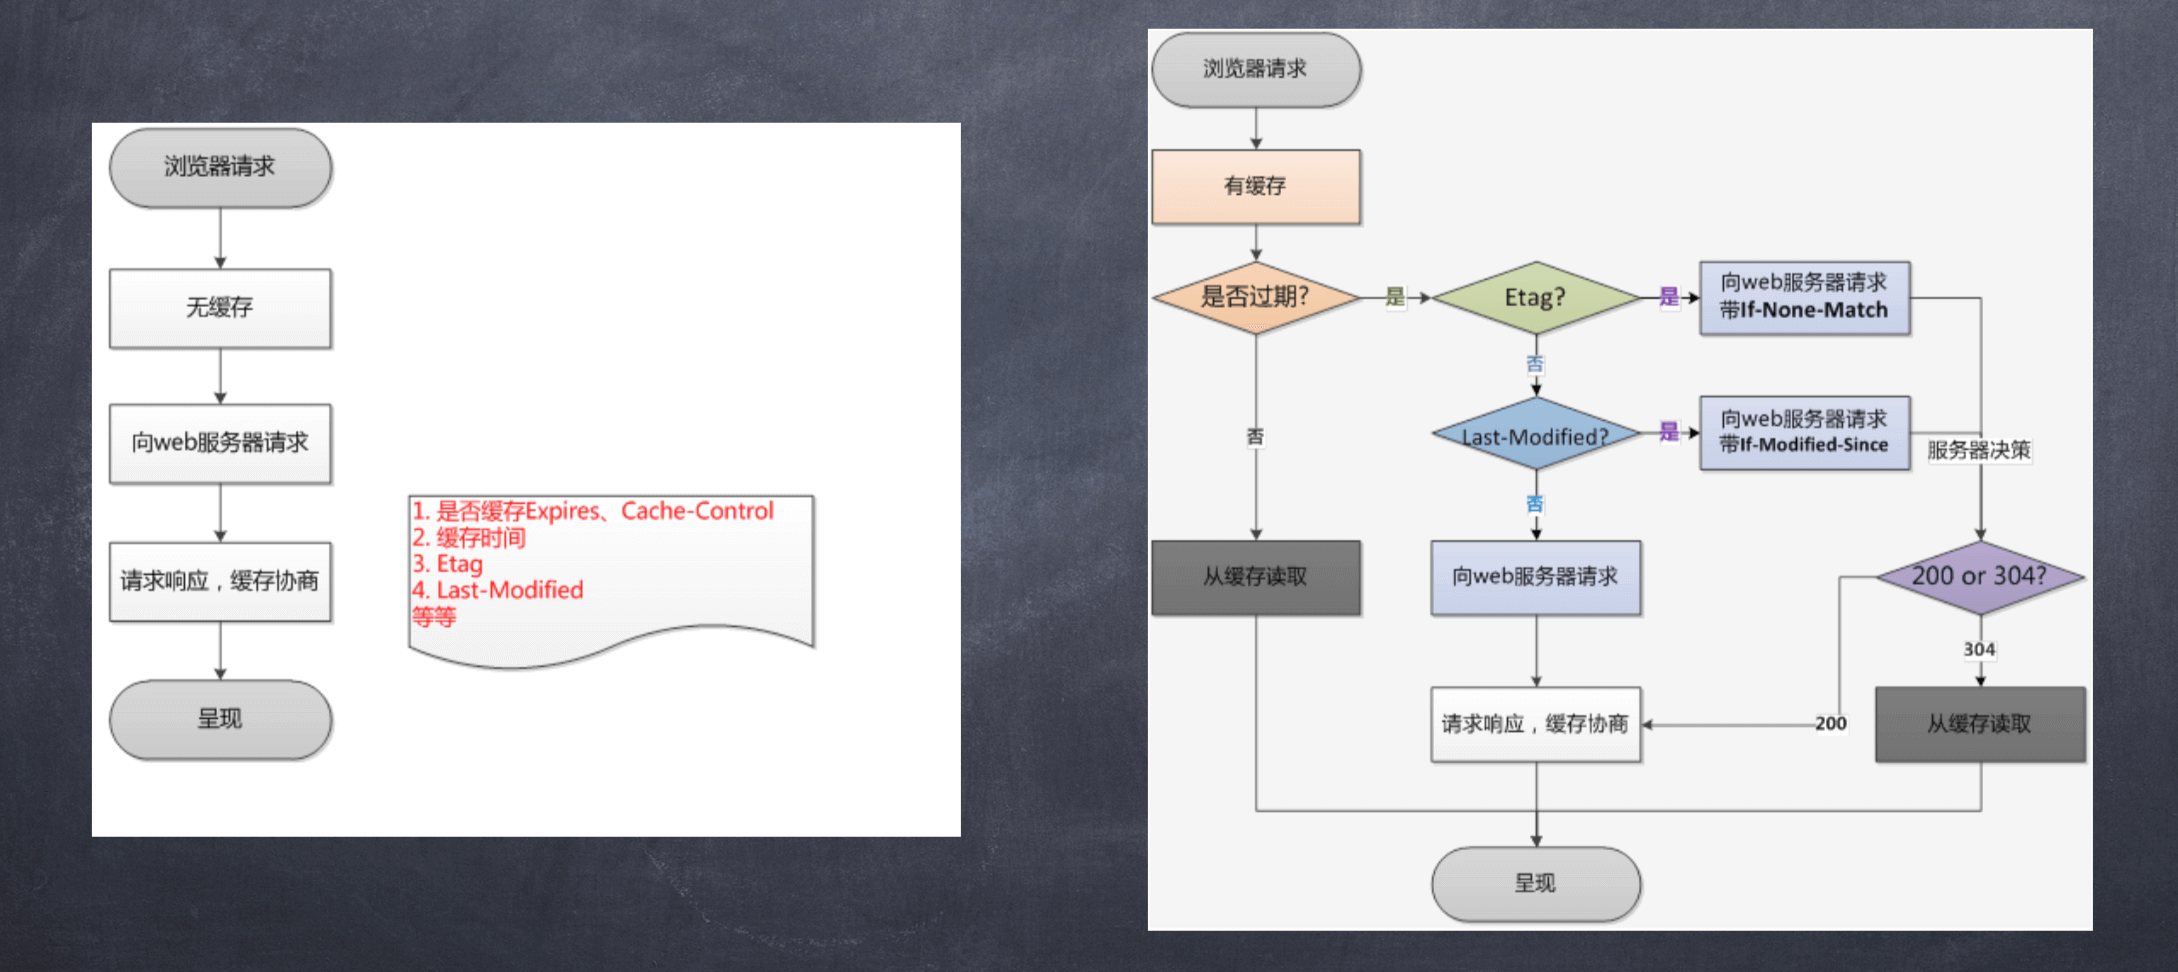 浏览器请求
无缓存
向web服务器请求
请求响应，缓存协商
呈现
1. 是否缓存Expires、Cache-Control
2. 缓存时间
3. Etag
4. Last-Modified
等等
浏览器请求
有缓存
是否过期?
是
Etag?
是
向web服务器请求
带If-None-Match
否
否
Last-Modified?
是
向web服务器请求
带If-Modified-Since
服务器决策
否
从缓存读取
向web服务器请求
200 or 304?
304
200
请求响应，缓存协商
从缓存读取
呈现